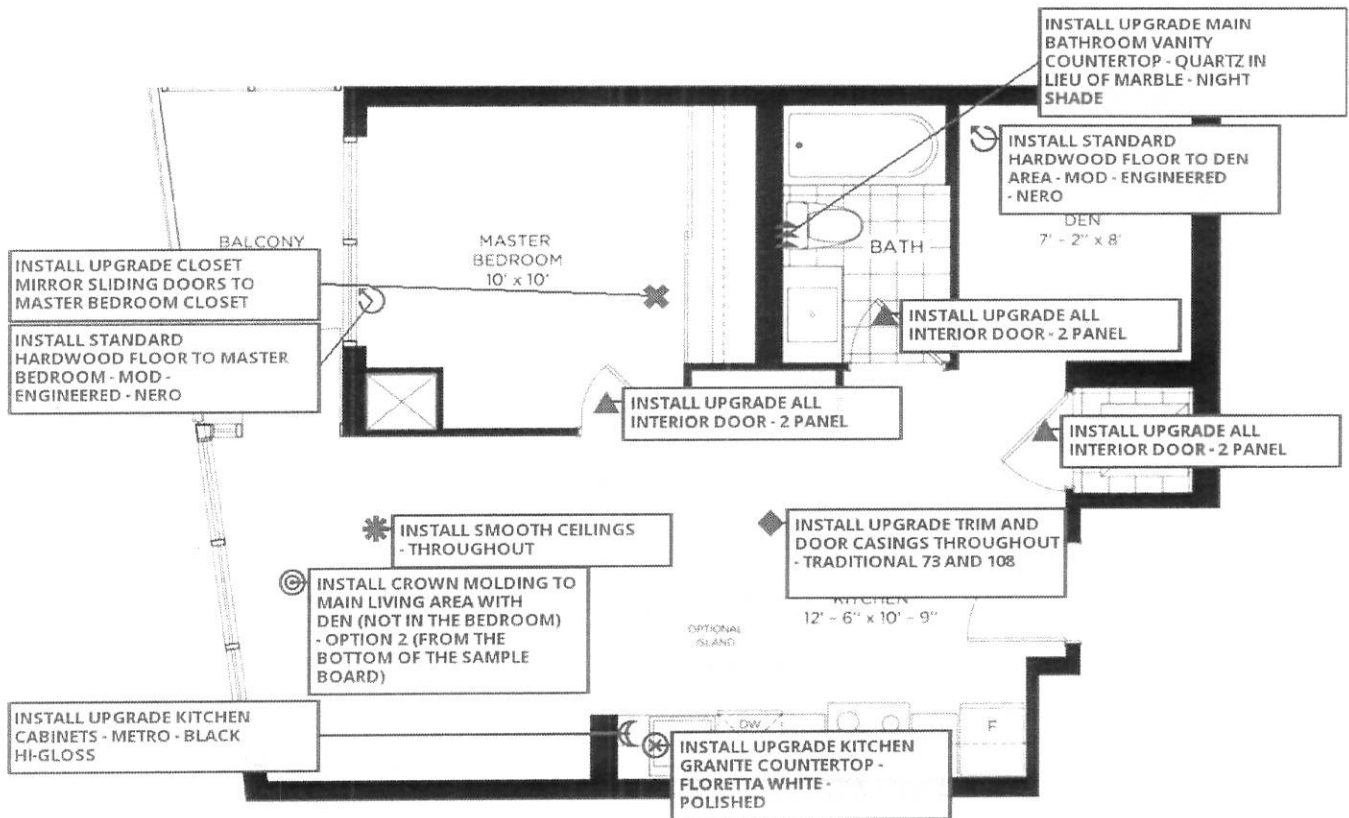 INSTALL UPGRADE MAIN
BATHROOM VANITY
COUNTERTOP - QUARTZ IN
LIEU OF MARBLE - NIGHT
SHADE
INSTALL STANDARD
HARDWOOD FLOOR TO DEN
AREA - MOD - ENGINEERED
- NERO
DEN
7' - 2" x 8'
BALCONY
MASTER
BEDROOM
10' x 10'
BATH
INSTALL UPGRADE CLOSET
MIRROR SLIDING DOORS TO
MASTER BEDROOM CLOSET
INSTALL STANDARD
HARDWOOD FLOOR TO MASTER
BEDROOM - MOD -
ENGINEERED - NERO
INSTALL UPGRADE ALL
INTERIOR DOOR - 2 PANEL
INSTALL UPGRADE ALL
INTERIOR DOOR - 2 PANEL
INSTALL UPGRADE ALL
INTERIOR DOOR - 2 PANEL
INSTALL SMOOTH CEILINGS
- THROUGHOUT
INSTALL UPGRADE TRIM AND
DOOR CASINGS THROUGHOUT
- TRADITIONAL 73 AND 108
INSTALL CROWN MOLDING TO
MAIN LIVING AREA WITH
DEN (NOT IN THE BEDROOM)
- OPTION 2 (FROM THE
BOTTOM OF THE SAMPLE
BOARD)
KITCHEN
12' - 6" x 10' - 9"
OPTIONAL
ISLAND
INSTALL UPGRADE KITCHEN
CABINETS - METRO - BLACK
HI-GLOSS
DW
F
INSTALL UPGRADE KITCHEN
GRANITE COUNTERTOP -
FLORETTA WHITE -
POLISHED